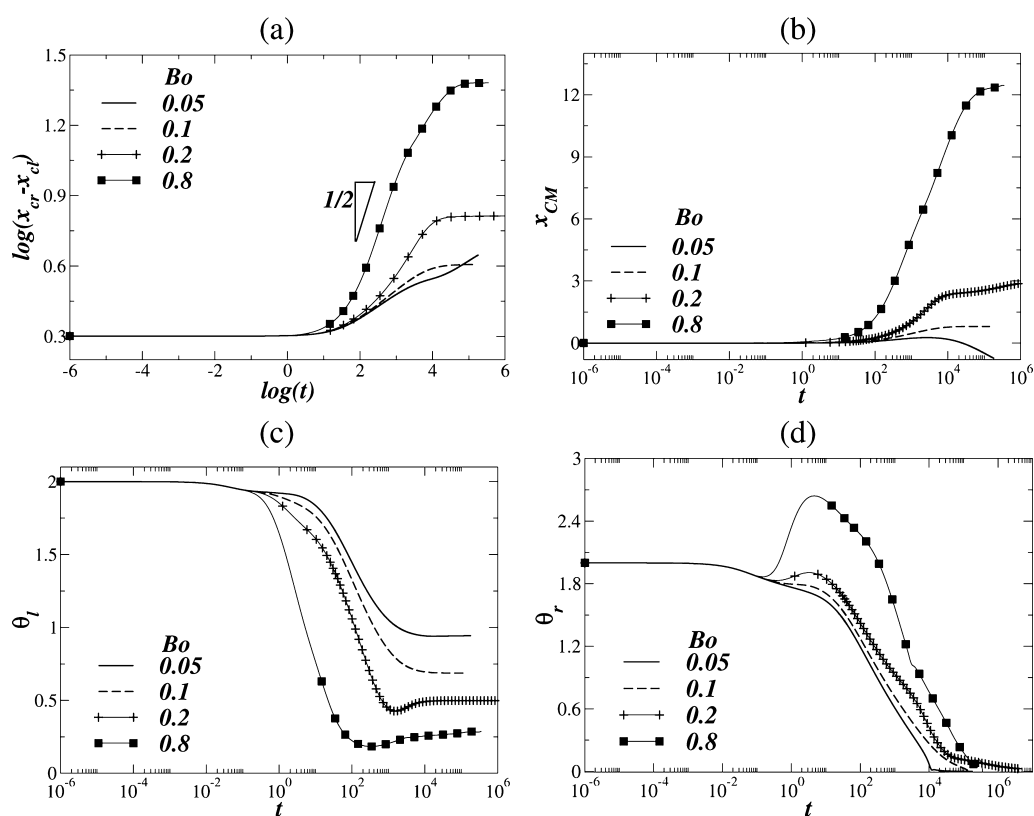 (a)
1.5
1.2
0.9
0.6
0.3
log(x_cr-x_cl)
Bo
0.05
0.1
0.2
0.8
1/2
-6 -4 -2 0 2 4 6
log(t)
(b)
12
9
6
3
0
x_CM
Bo
0.05
0.1
0.2
0.8
10^-6 10^-4 10^-2 10^0 10^2 10^4 10^6
t
(c)
2
1.5
1
0.5
0
θ_l
Bo
0.05
0.1
0.2
0.8
10^-6 10^-4 10^-2 10^0 10^2 10^4 10^6
t
(d)
3
2.4
1.8
1.2
0.6
0
θ_r
Bo
0.05
0.1
0.2
0.8
10^-6 10^-4 10^-2 10^0 10^2 10^4 10^6
t